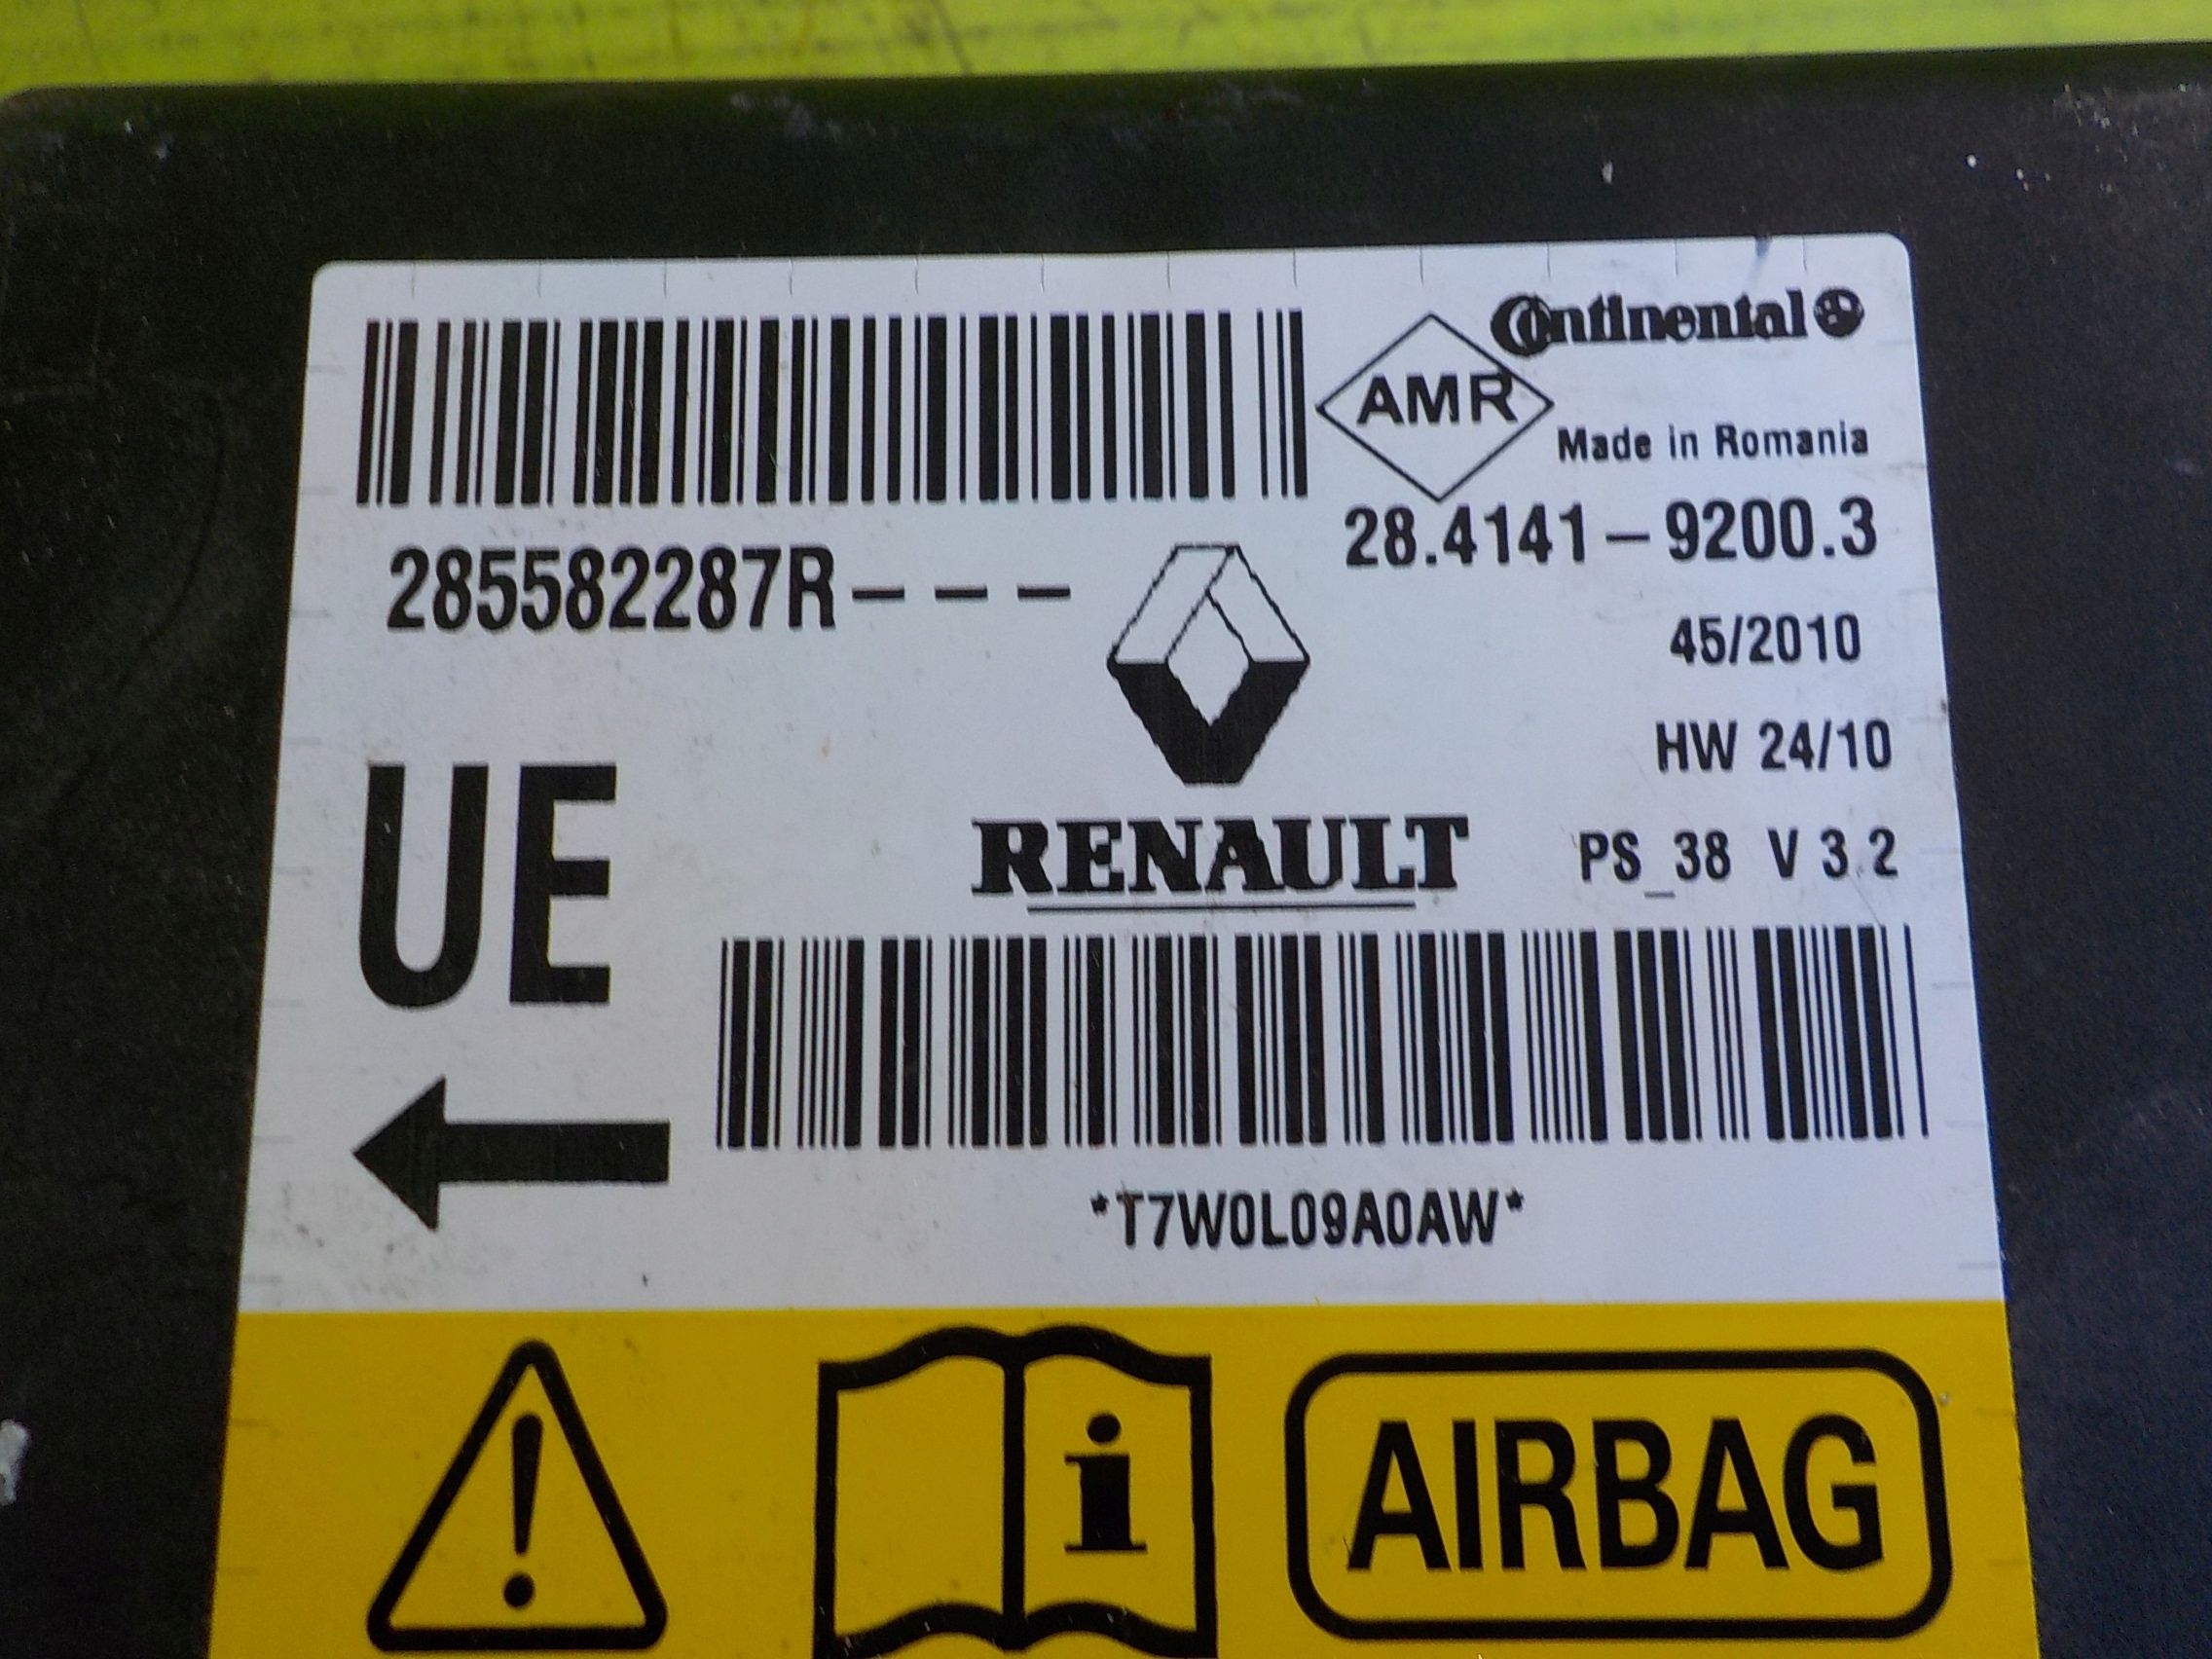 Continental
AMR
Made in Romania
285582287R---
28.4141-9200.3
45/2010
HW 24/10
UE
RENAULT
PS_38 V 3.2
*T7W0L09A0AW*
i
AIRBAG